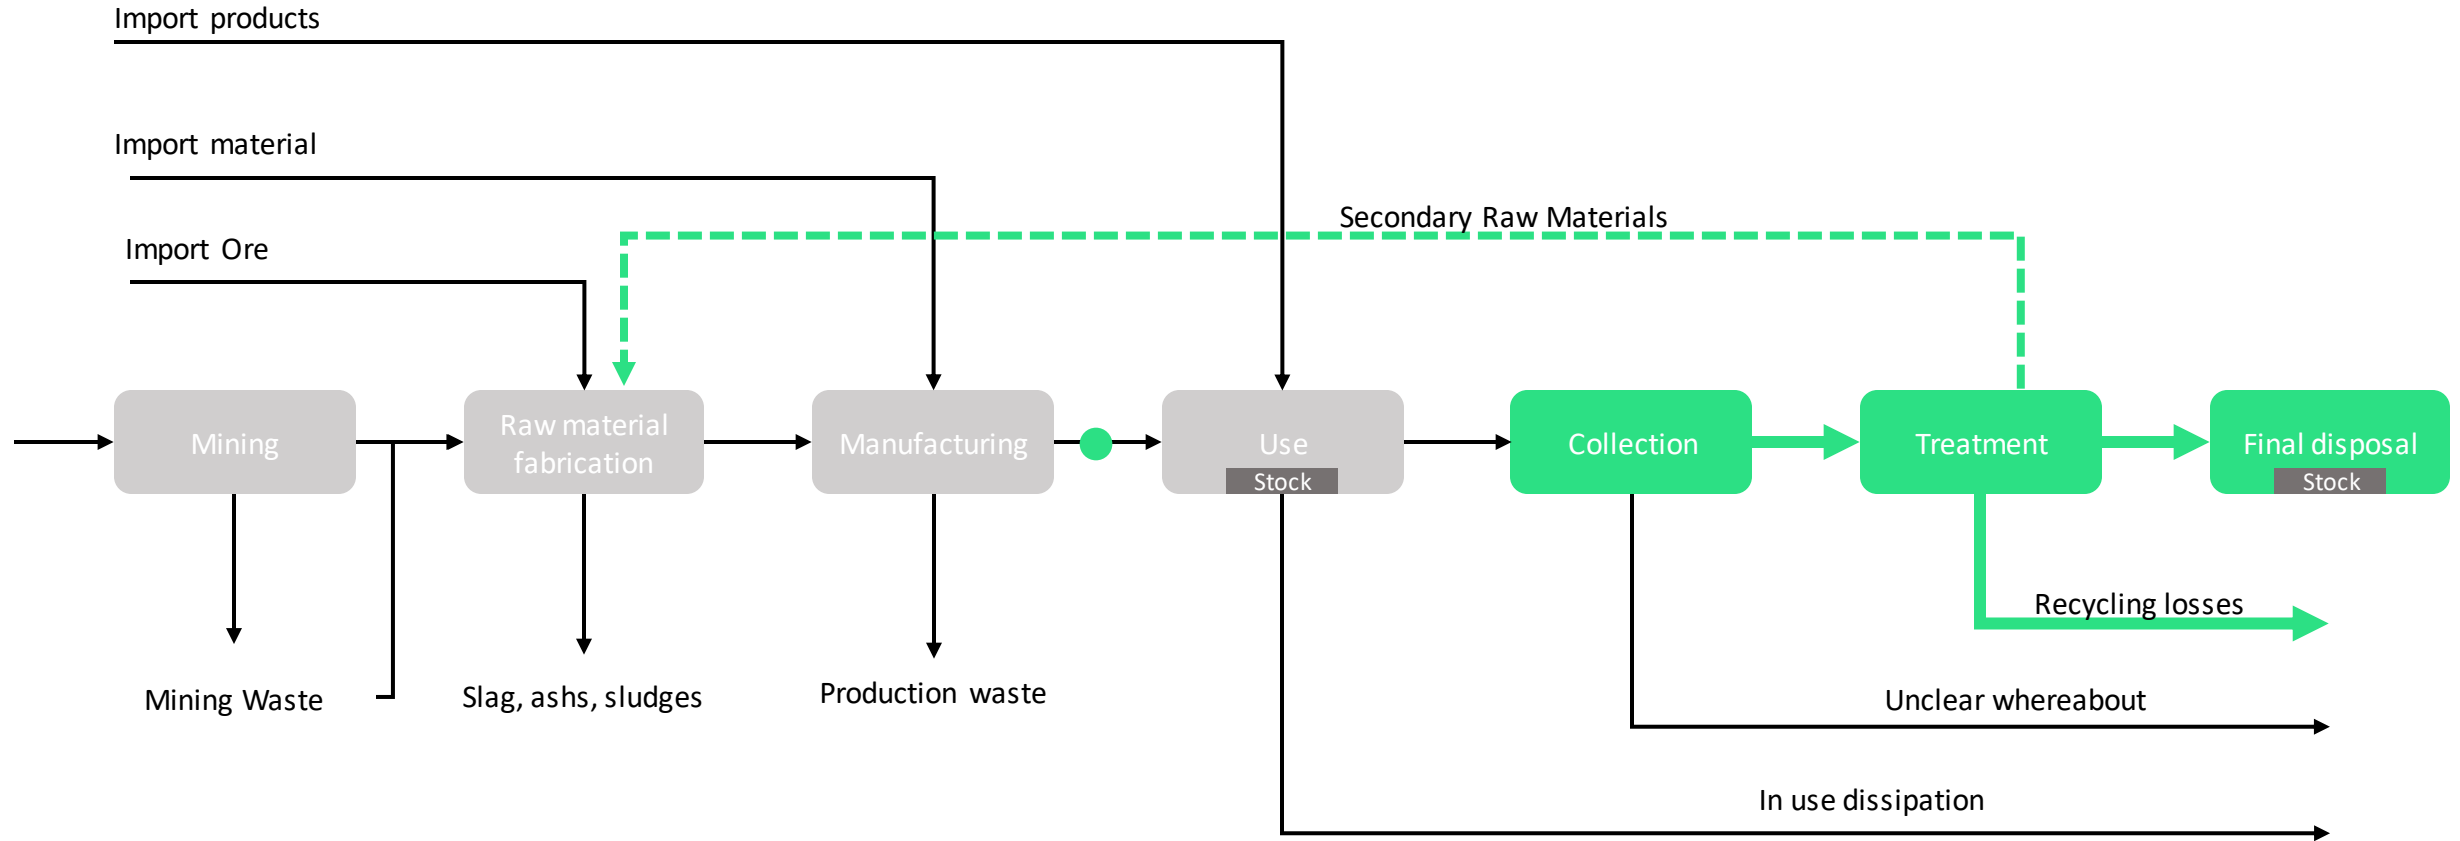 Import products
Import material
Secondary Raw Materials
Import Ore
Mining
Raw material
fabrication
Manufacturing
Use
Stock
Collection
Treatment
Final disposal
Stock
Recycling losses
Mining Waste
Slag, ashs, sludges
Production waste
Unclear whereabout
In use dissipation